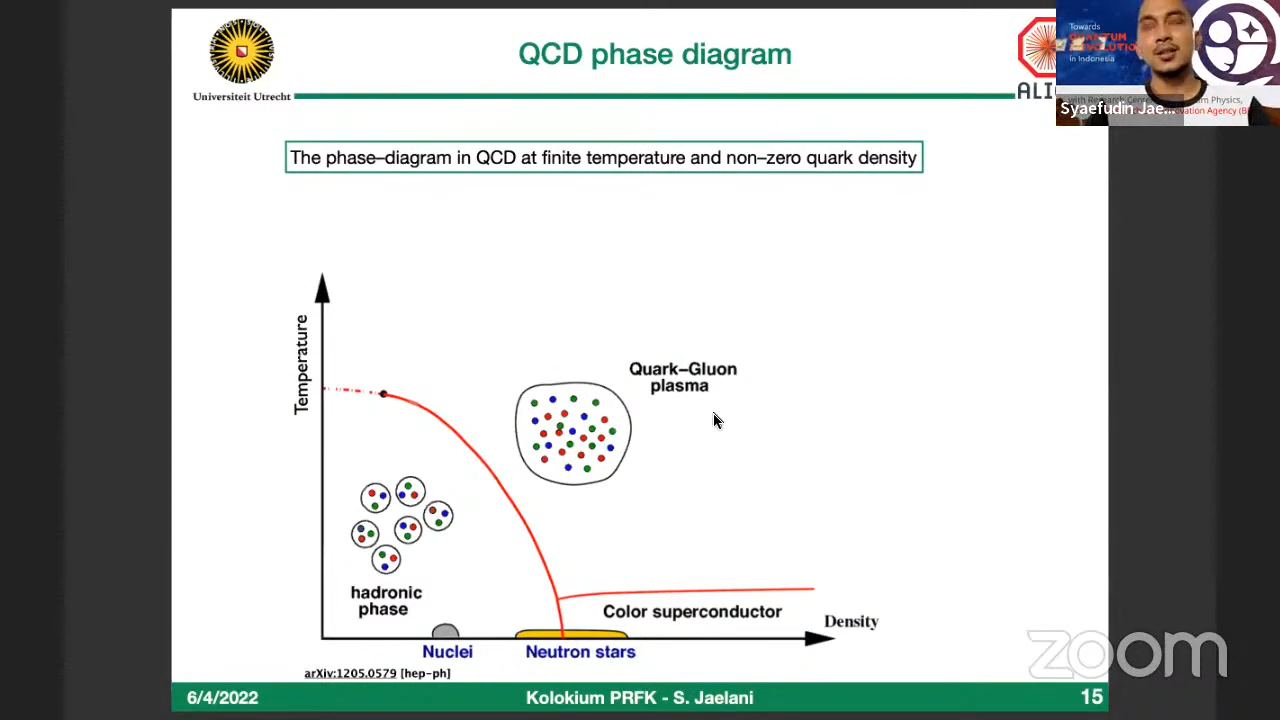 QCD phase diagram
Universiteit Utrecht
ALI
Towards
in Indonesia
Syaefudin Jae...
The phase–diagram in QCD at finite temperature and non–zero quark density
Temperature
Quark–Gluon
plasma
hadronic
phase
Color superconductor
Density
Nuclei
Neutron stars
arXiv:1205.0579 [hep-ph]
zoom
6/4/2022
Kolokium PRFK - S. Jaelani
15